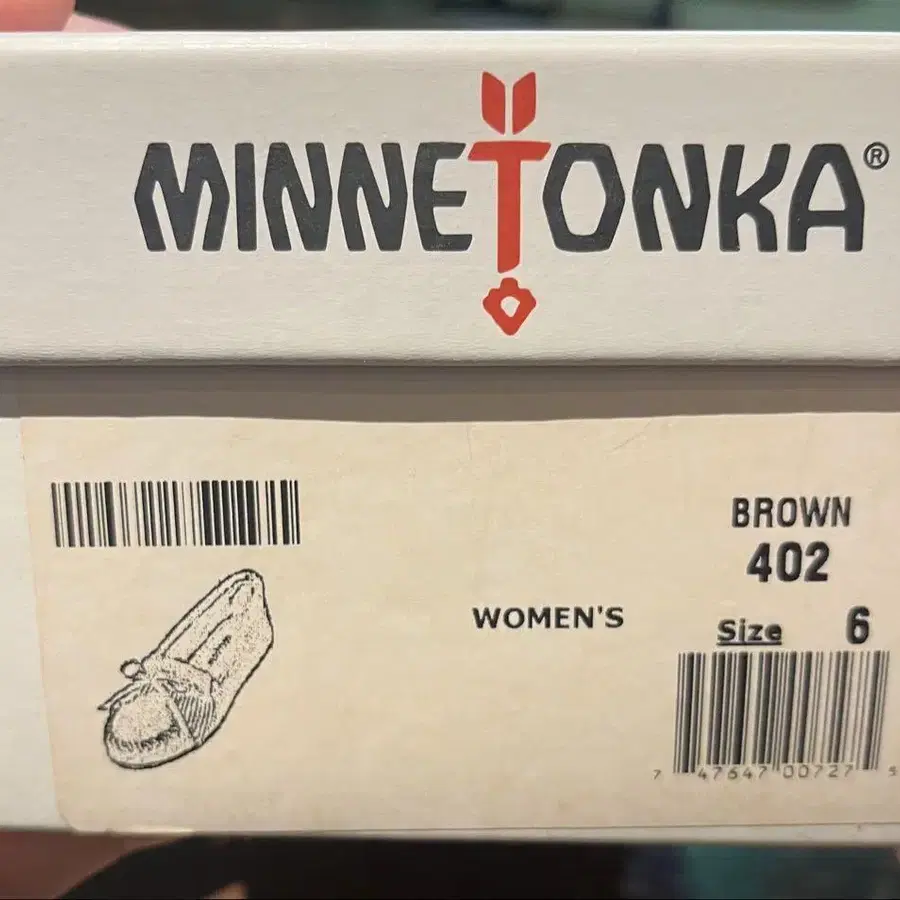 MINNETONKA®
BROWN
402
WOMEN'S
Size 6
7 47647 00727 5